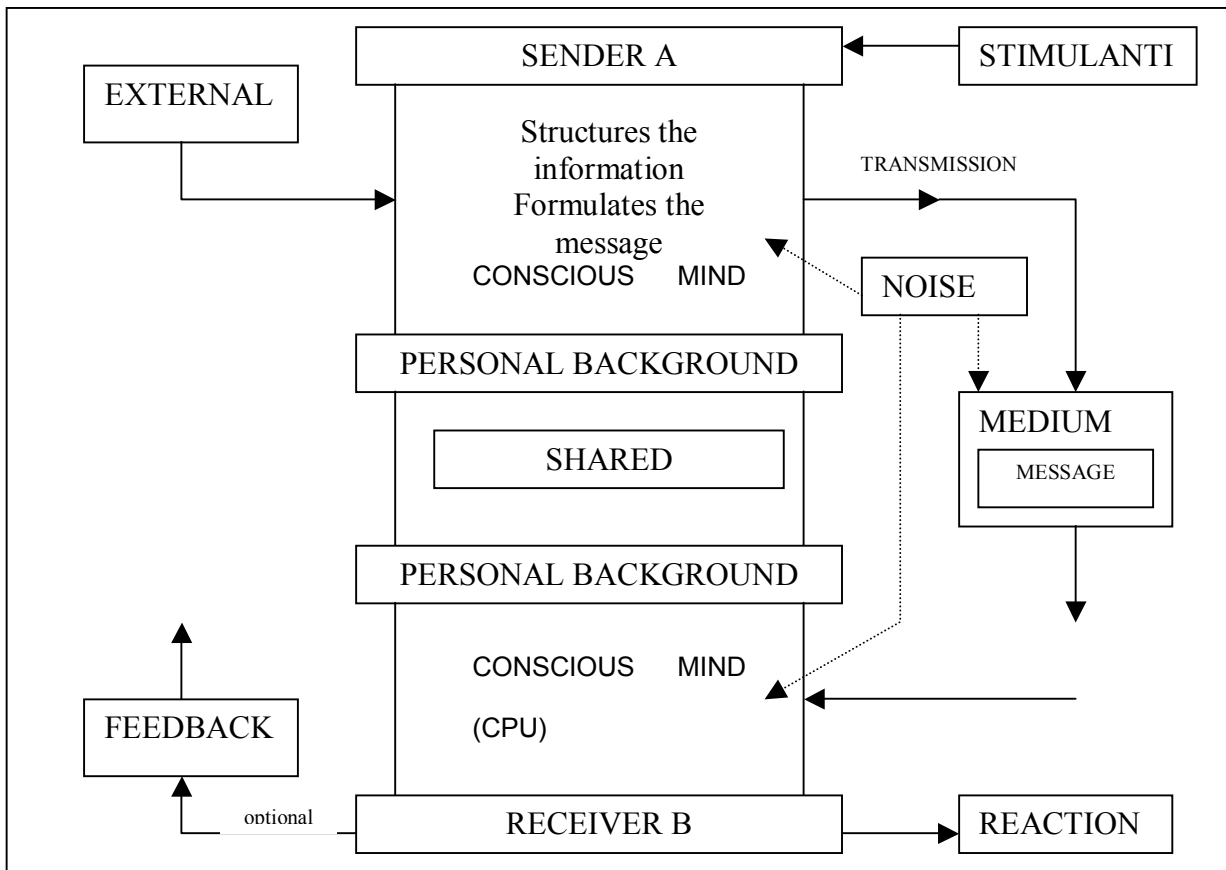 SENDER A
STIMULANTI
EXTERNAL
Structures the
information
Formulates the
message
CONSCIOUS MIND
TRANSMISSION
NOISE
PERSONAL BACKGROUND
MEDIUM
MESSAGE
SHARED
PERSONAL BACKGROUND
CONSCIOUS MIND
(CPU)
FEEDBACK
optional
RECEIVER B
REACTION